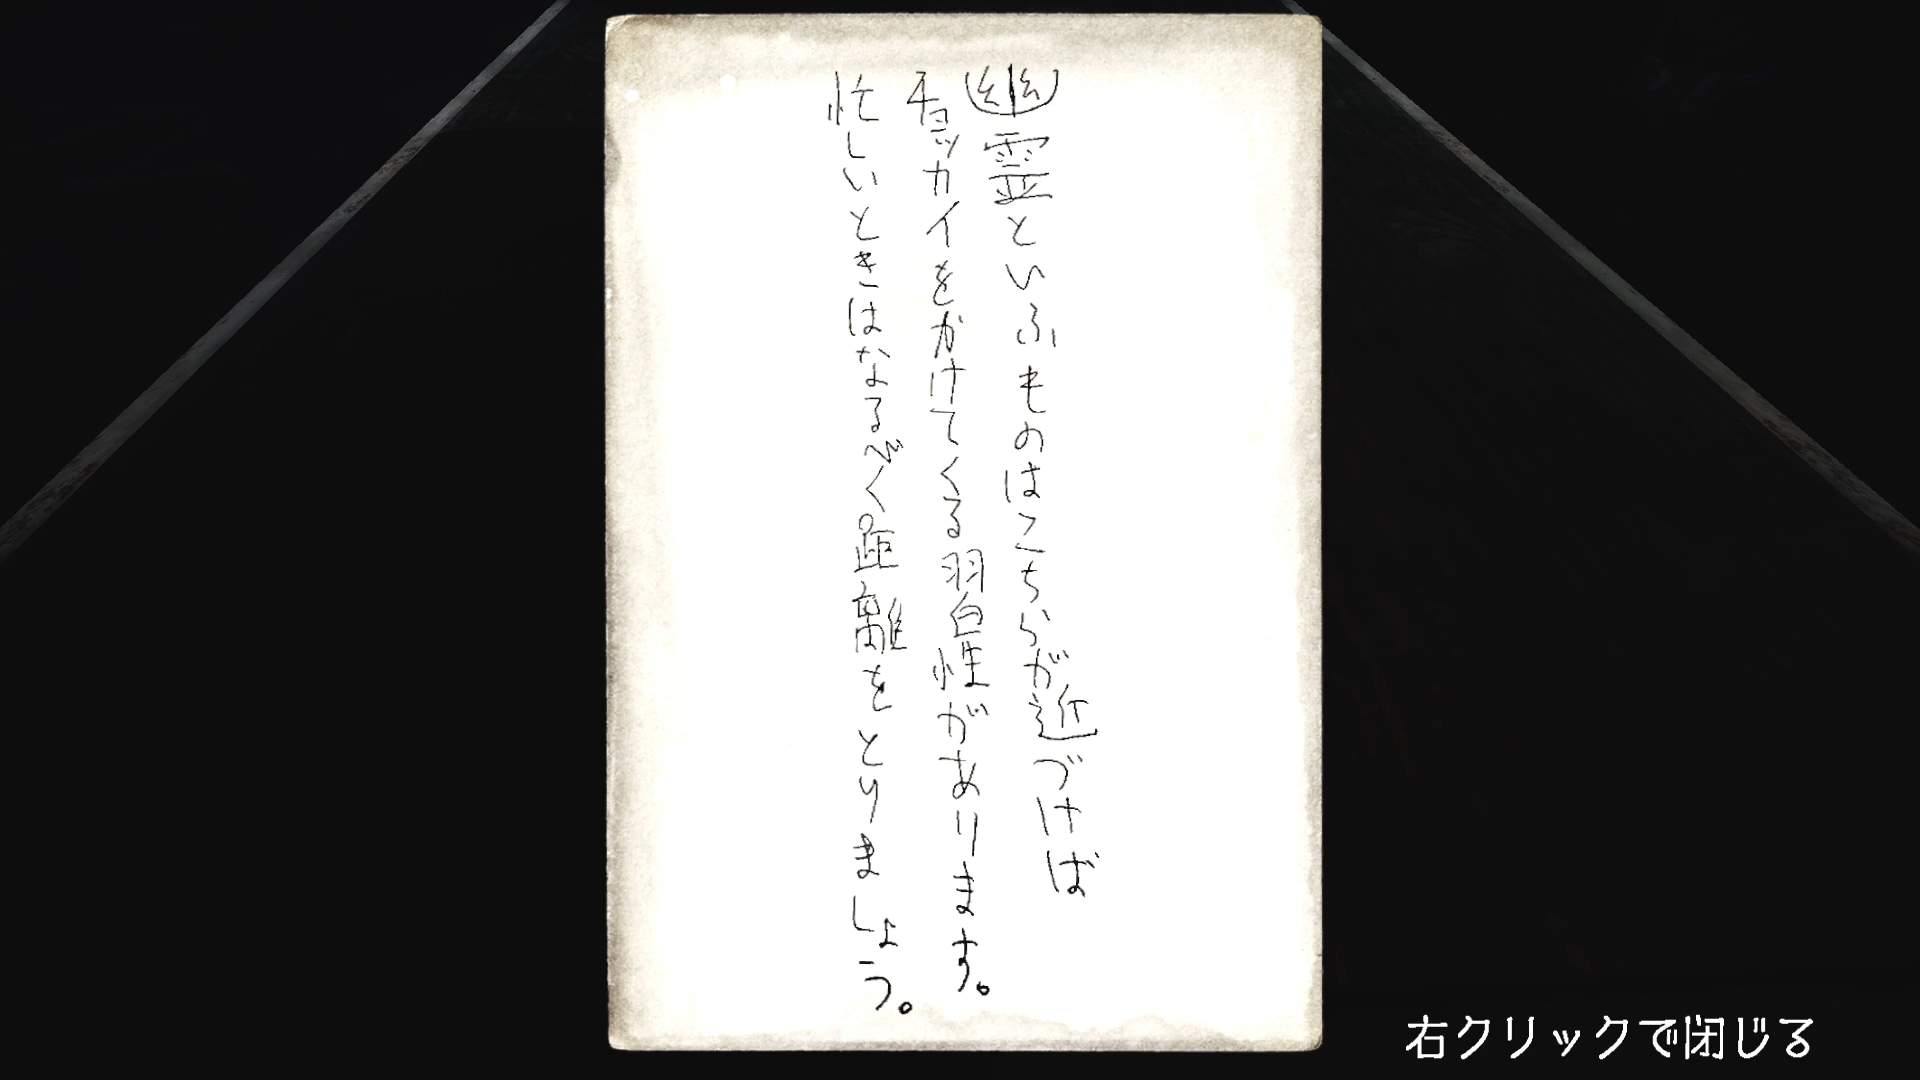 幽霊といふものはこちらが近づけば
チョッカイをかけてくる習性があります。
忙しいときはなるべく距離をとりましょう。
右クリックで閉じる